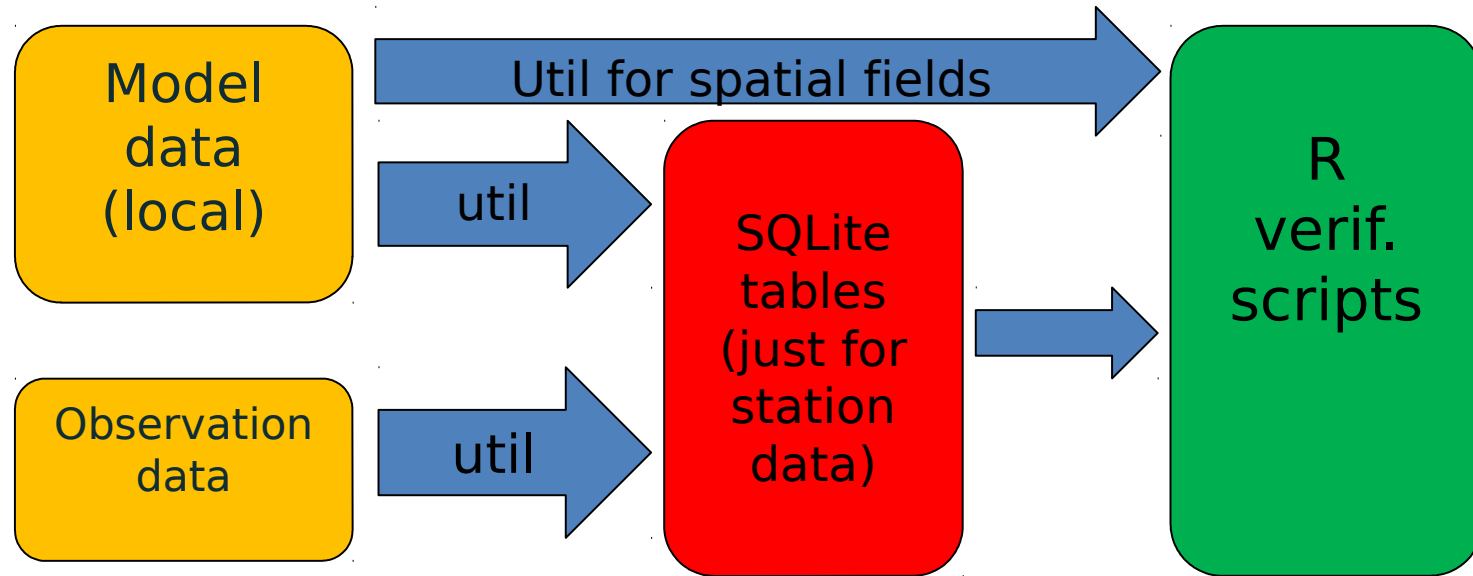 Model
data
(local)
Util for spatial fields
util
SQLite
tables
(just for
station
data)
R
verif.
scripts
Observation
data
util